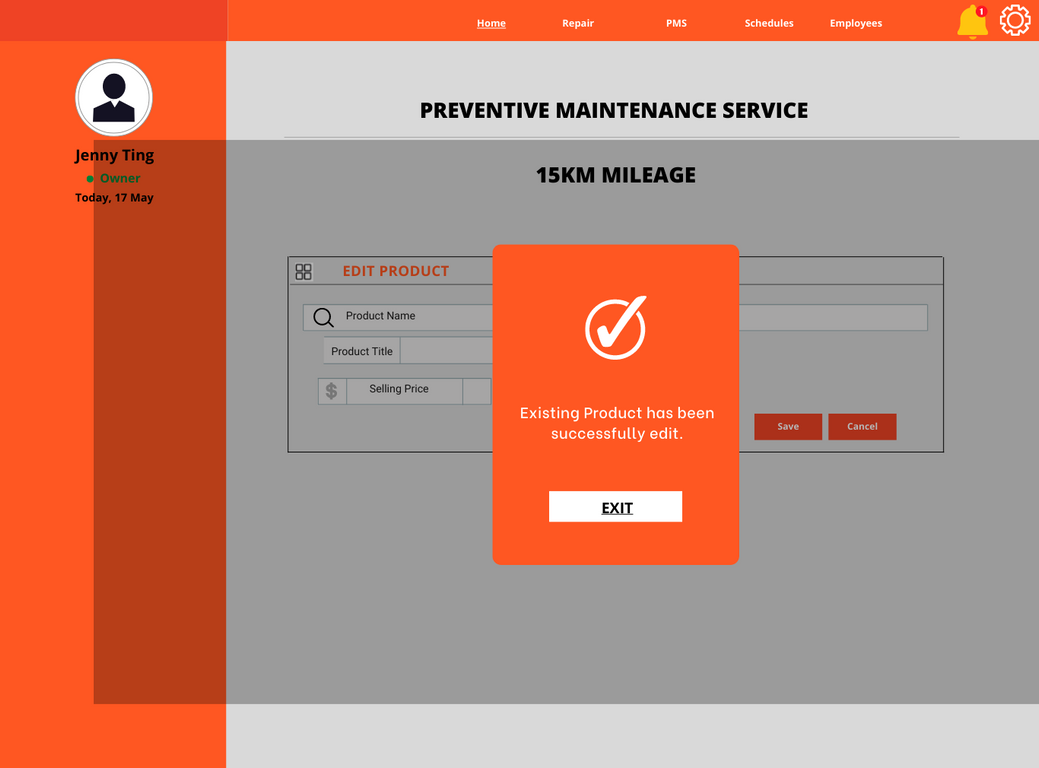 Home Repair PMS Schedules Employees
1
PREVENTIVE MAINTENANCE SERVICE
Jenny Ting
Owner
Today, 17 May
15KM MILEAGE
EDIT PRODUCT
Product Name
Product Title
$ Selling Price
Existing Product has been
successfully edit.
Save Cancel
EXIT